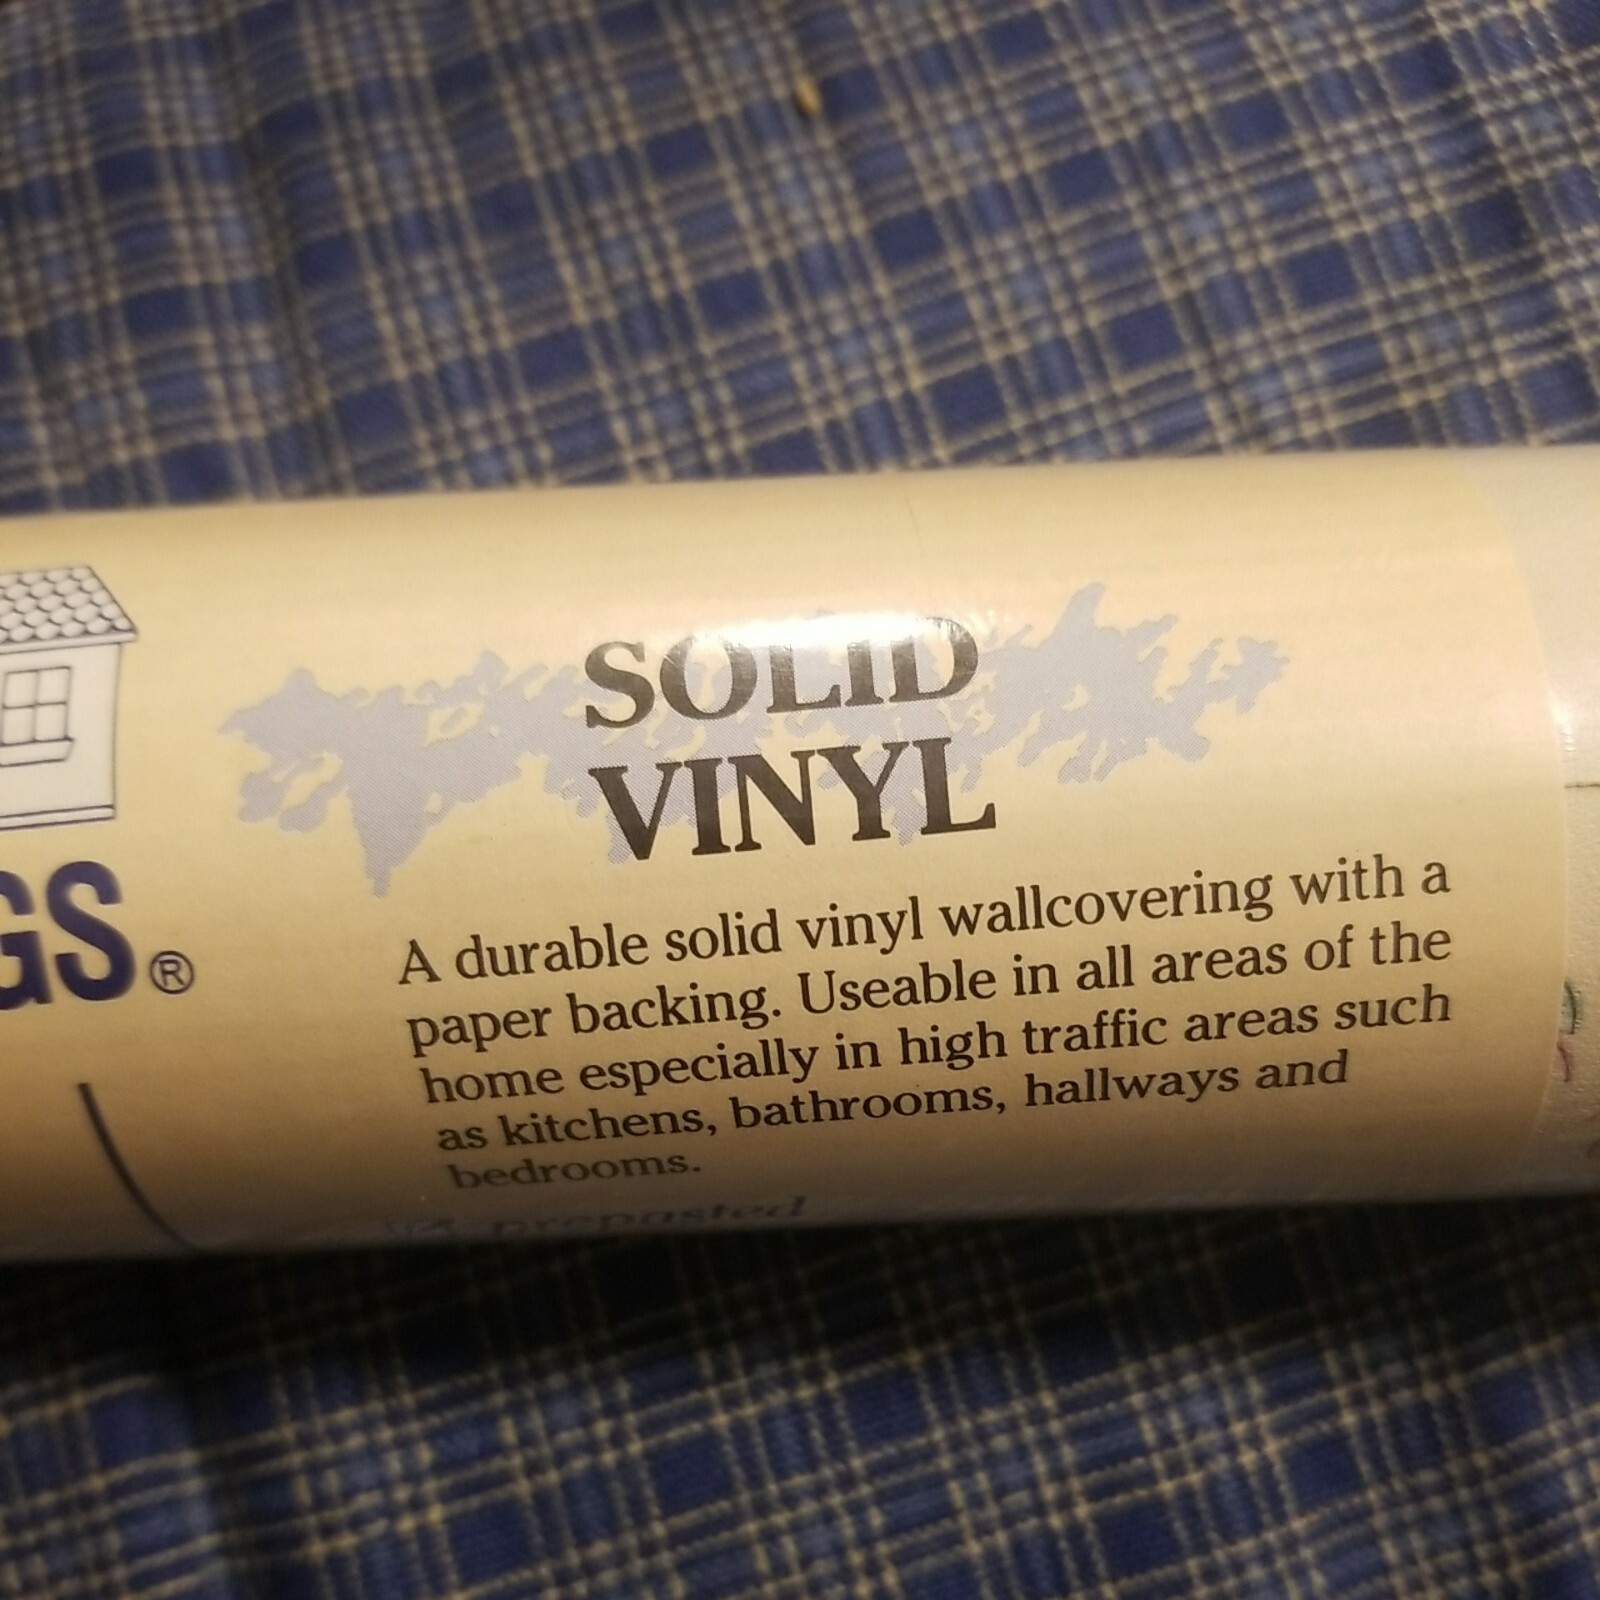 GS®
SOLID
VINYL
A durable solid vinyl wallcovering with a
paper backing. Useable in all areas of the
home especially in high traffic areas such
as kitchens, bathrooms, hallways and
bedrooms.
prepasted